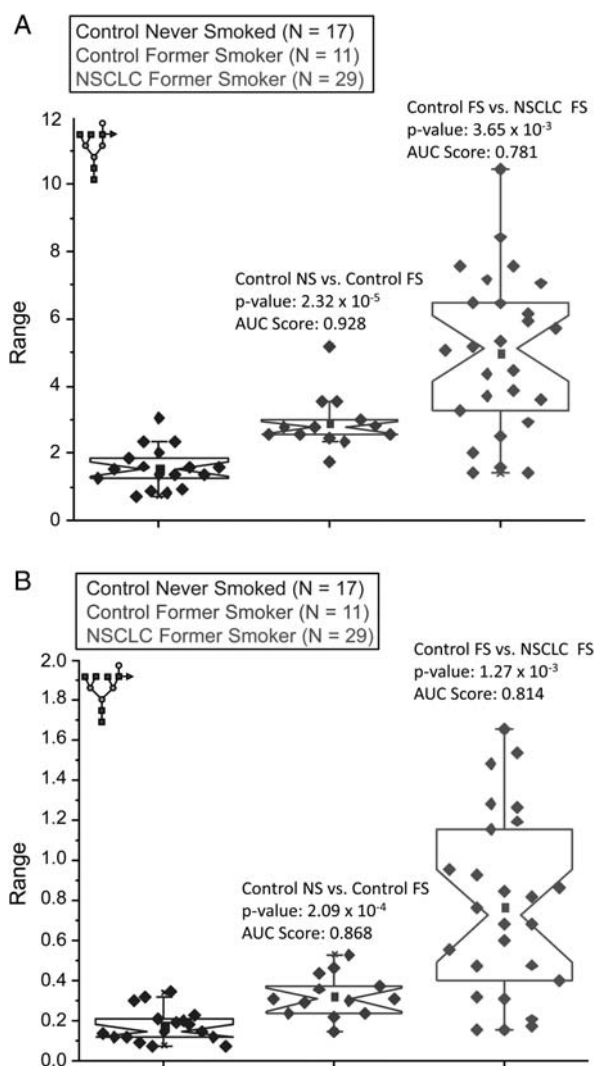 A
Control Never Smoked (N = 17)
Control Former Smoker (N = 11)
NSCLC Former Smoker (N = 29)
Control FS vs. NSCLC FS
p-value: 3.65 x 10⁻³
AUC Score: 0.781
Control NS vs. Control FS
p-value: 2.32 x 10⁻⁵
AUC Score: 0.928
12
10
8
6
4
2
0
Range
B
Control Never Smoked (N = 17)
Control Former Smoker (N = 11)
NSCLC Former Smoker (N = 29)
Control FS vs. NSCLC FS
p-value: 1.27 x 10⁻³
AUC Score: 0.814
Control NS vs. Control FS
p-value: 2.09 x 10⁻⁴
AUC Score: 0.868
2.0
1.8
1.6
1.4
1.2
1.0
0.8
0.6
0.4
0.2
0.0
Range